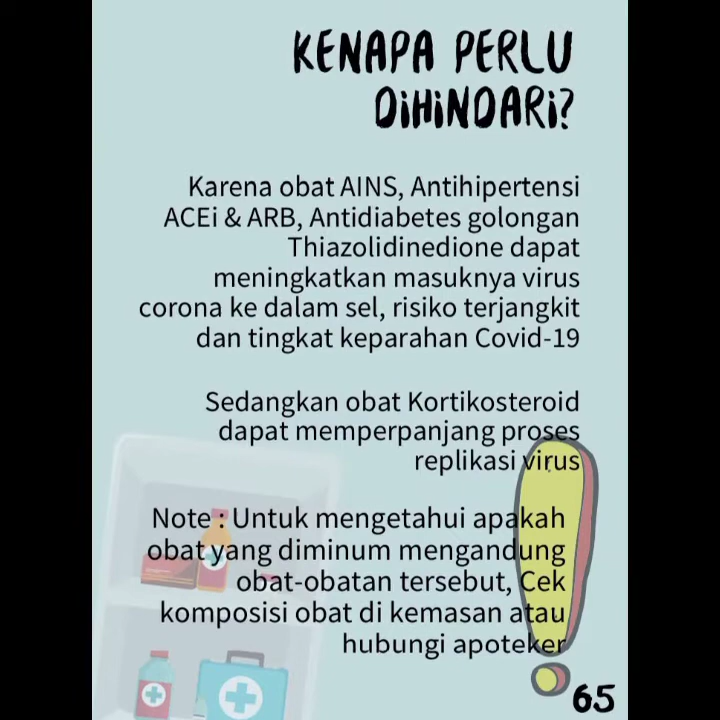 KENAPA PERLU
DiHiNDARi?
Karena obat AINS, Antihipertensi
ACEi & ARB, Antidiabetes golongan
Thiazolidinedione dapat
meningkatkan masuknya virus
corona ke dalam sel, risiko terjangkit
dan tingkat keparahan Covid-19
Sedangkan obat Kortikosteroid
dapat memperpanjang proses
replikasi virus
Note : Untuk mengetahui apakah
obat yang diminum mengandung
obat-obatan tersebut, Cek
komposisi obat di kemasan atau
hubungi apoteker
65